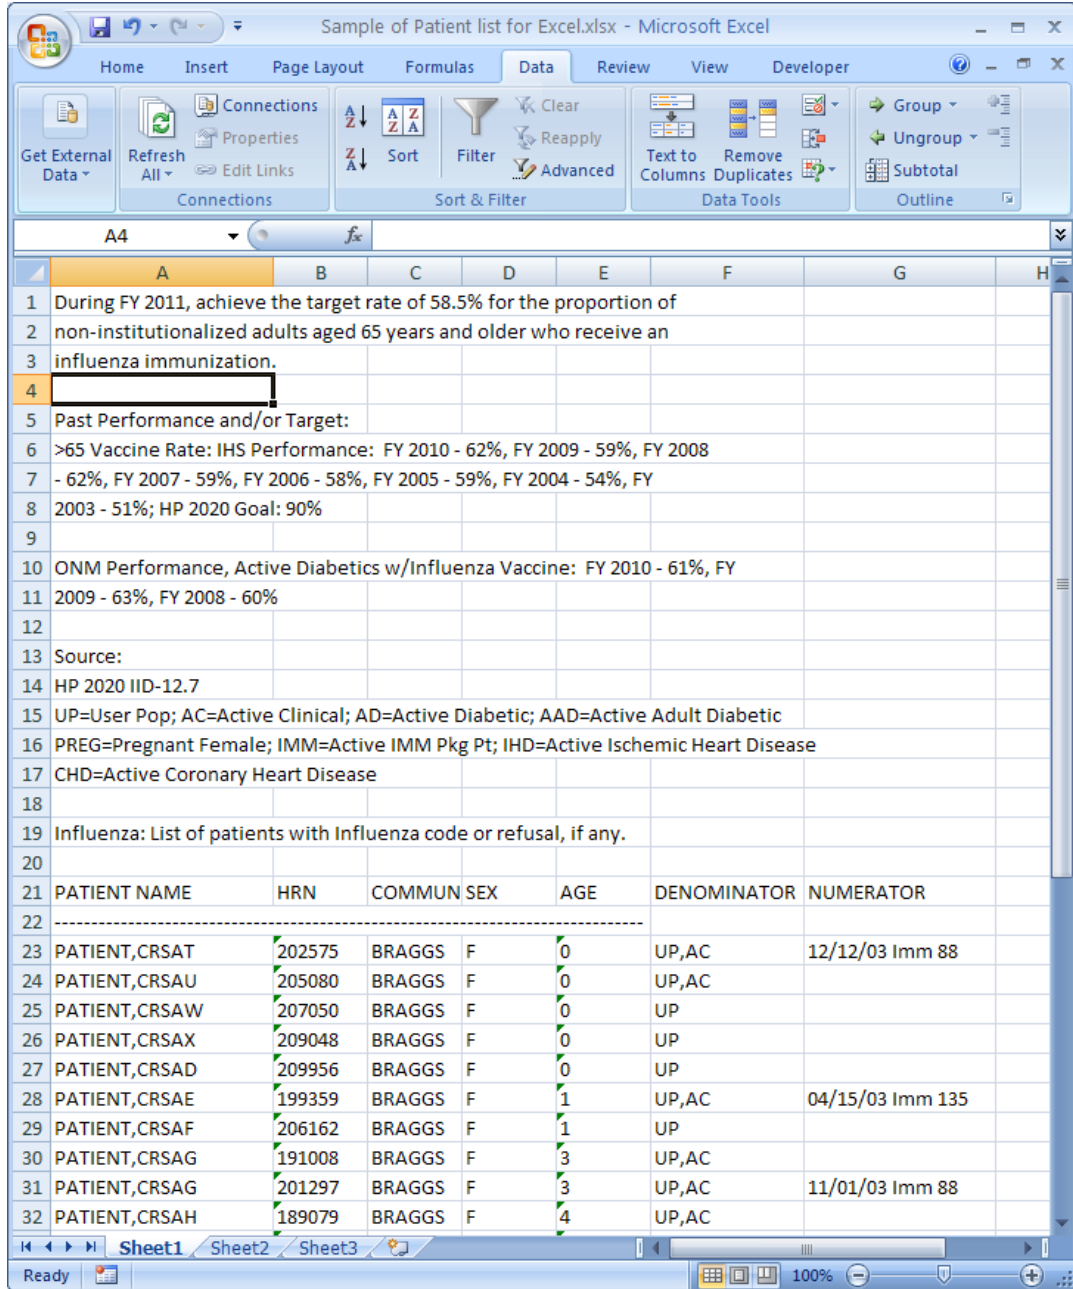 Sample of Patient list for Excel.xlsx - Microsoft Excel
Home Insert Page Layout Formulas Data Review View Developer
Get External Data
Refresh All
Connections
Properties
Edit Links
Connections
Sort
Filter
Clear
Reapply
Advanced
Sort & Filter
Text to Columns
Remove Duplicates
Data Tools
Group
Ungroup
Subtotal
Outline
A4 fx
A B C D E F G H
1 During FY 2011, achieve the target rate of 58.5% for the proportion of
2 non-institutionalized adults aged 65 years and older who receive an
3 influenza immunization.
4
5 Past Performance and/or Target:
6 >65 Vaccine Rate: IHS Performance: FY 2010 - 62%, FY 2009 - 59%, FY 2008
7 - 62%, FY 2007 - 59%, FY 2006 - 58%, FY 2005 - 59%, FY 2004 - 54%, FY
8 2003 - 51%; HP 2020 Goal: 90%
9
10 ONM Performance, Active Diabetics w/Influenza Vaccine: FY 2010 - 61%, FY
11 2009 - 63%, FY 2008 - 60%
12
13 Source:
14 HP 2020 IID-12.7
15 UP=User Pop; AC=Active Clinical; AD=Active Diabetic; AAD=Active Adult Diabetic
16 PREG=Pregnant Female; IMM=Active IMM Pkg Pt; IHD=Active Ischemic Heart Disease
17 CHD=Active Coronary Heart Disease
18
19 Influenza: List of patients with Influenza code or refusal, if any.
20
21 PATIENT NAME HRN COMMUN SEX AGE DENOMINATOR NUMERATOR
22 --------------------------------------------------------------------------------
23 PATIENT,CRSAT 202575 BRAGGS F 0 UP,AC 12/12/03 Imm 88
24 PATIENT,CRSAU 205080 BRAGGS F 0 UP,AC
25 PATIENT,CRSAW 207050 BRAGGS F 0 UP
26 PATIENT,CRSAX 209048 BRAGGS F 0 UP
27 PATIENT,CRSAD 209956 BRAGGS F 0 UP
28 PATIENT,CRSAE 199359 BRAGGS F 1 UP,AC 04/15/03 Imm 135
29 PATIENT,CRSAF 206162 BRAGGS F 1 UP
30 PATIENT,CRSAG 191008 BRAGGS F 3 UP,AC
31 PATIENT,CRSAG 201297 BRAGGS F 3 UP,AC 11/01/03 Imm 88
32 PATIENT,CRSAH 189079 BRAGGS F 4 UP,AC
Sheet1 Sheet2 Sheet3
Ready 100%